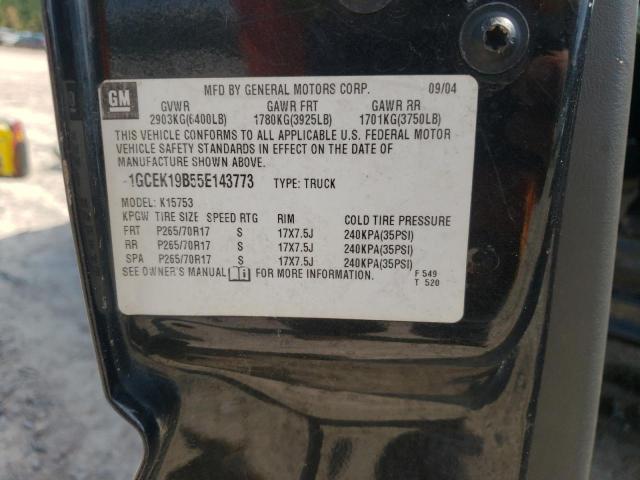 GM
MFD BY GENERAL MOTORS CORP. 09/04
GVWR GAWR FRT GAWR RR
2903KG(6400LB) 1780KG(3925LB) 1701KG(3750LB)
THIS VEHICLE CONFORMS TO ALL APPLICABLE U.S. FEDERAL MOTOR
VEHICLE SAFETY STANDARDS IN EFFECT ON THE DATE OF
MANUFACTURE SHOWN ABOVE.
1GCEK19B55E143773 TYPE: TRUCK
MODEL: K15753
KPGW TIRE SIZE SPEED RTG RIM COLD TIRE PRESSURE
FRT P265/70R17 S 17X7.5J 240KPA(35PSI)
RR P265/70R17 S 17X7.5J 240KPA(35PSI)
SPA P265/70R17 S 17X7.5J 240KPA(35PSI)
SEE OWNER'S MANUAL FOR MORE INFORMATION. F 549
T 520